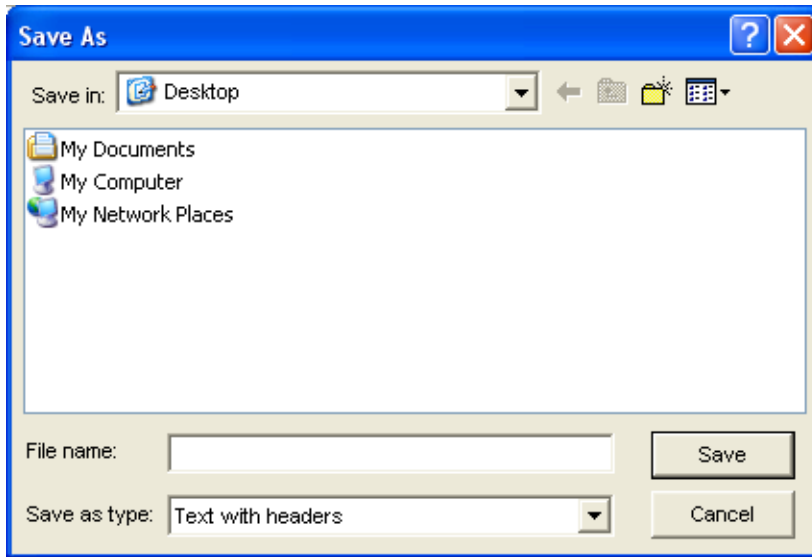 Save As
Save in: Desktop
My Documents
My Computer
My Network Places
File name:
Save
Save as type: Text with headers
Cancel